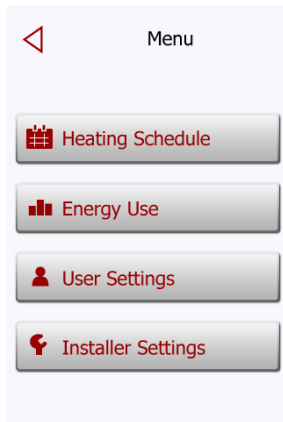 Menu
Heating Schedule
Energy Use
User Settings
Installer Settings